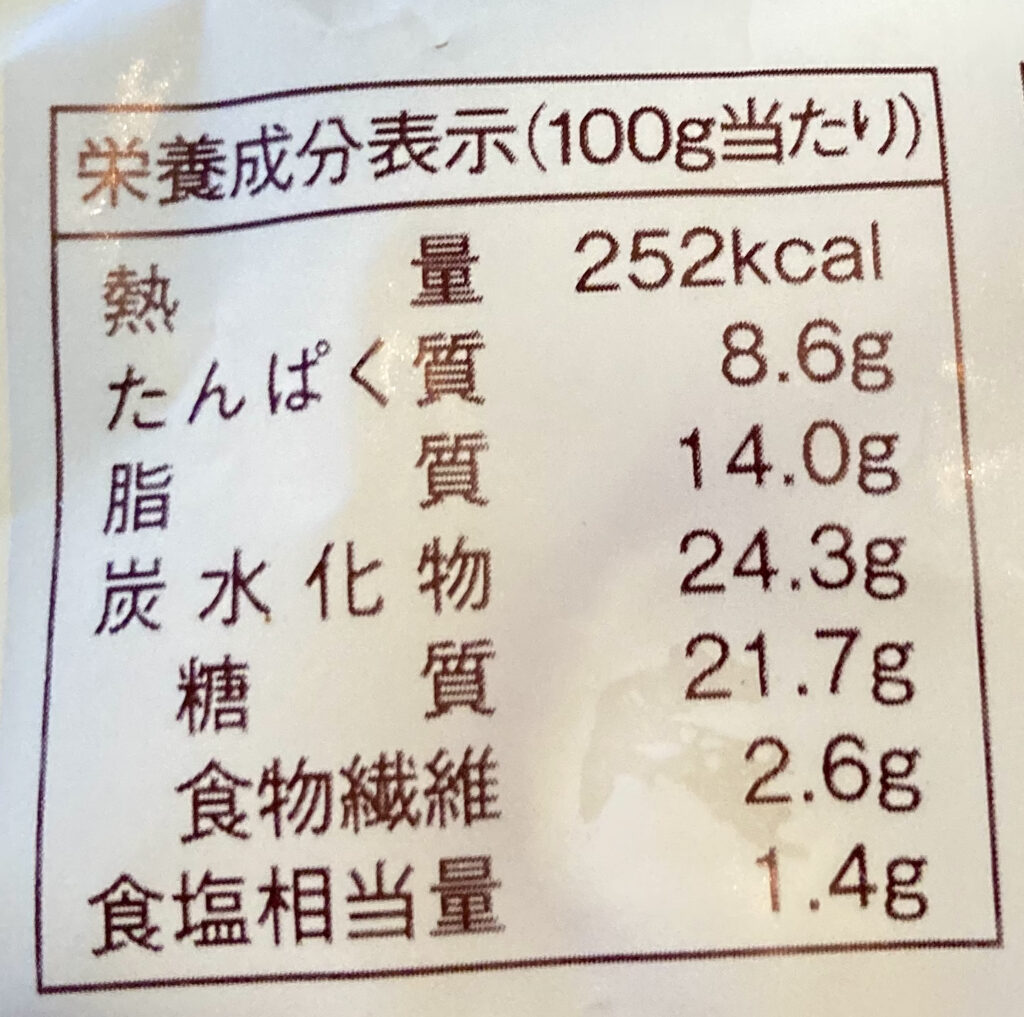 栄養成分表示(100g当たり)
熱量 252kcal
たんぱく質 8.6g
脂質 14.0g
炭水化物 24.3g
糖質 21.7g
食物繊維 2.6g
食塩相当量 1.4g